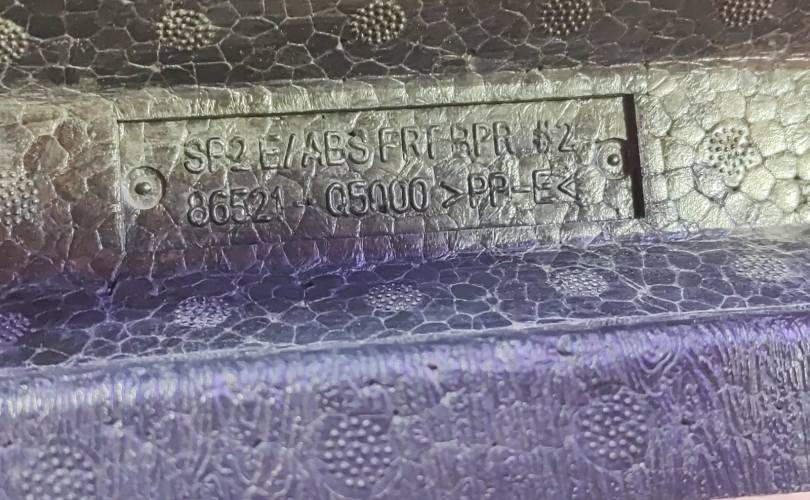 SP2 E/ABS FRT BPR #2
86521 - Q5000 >PP-E<